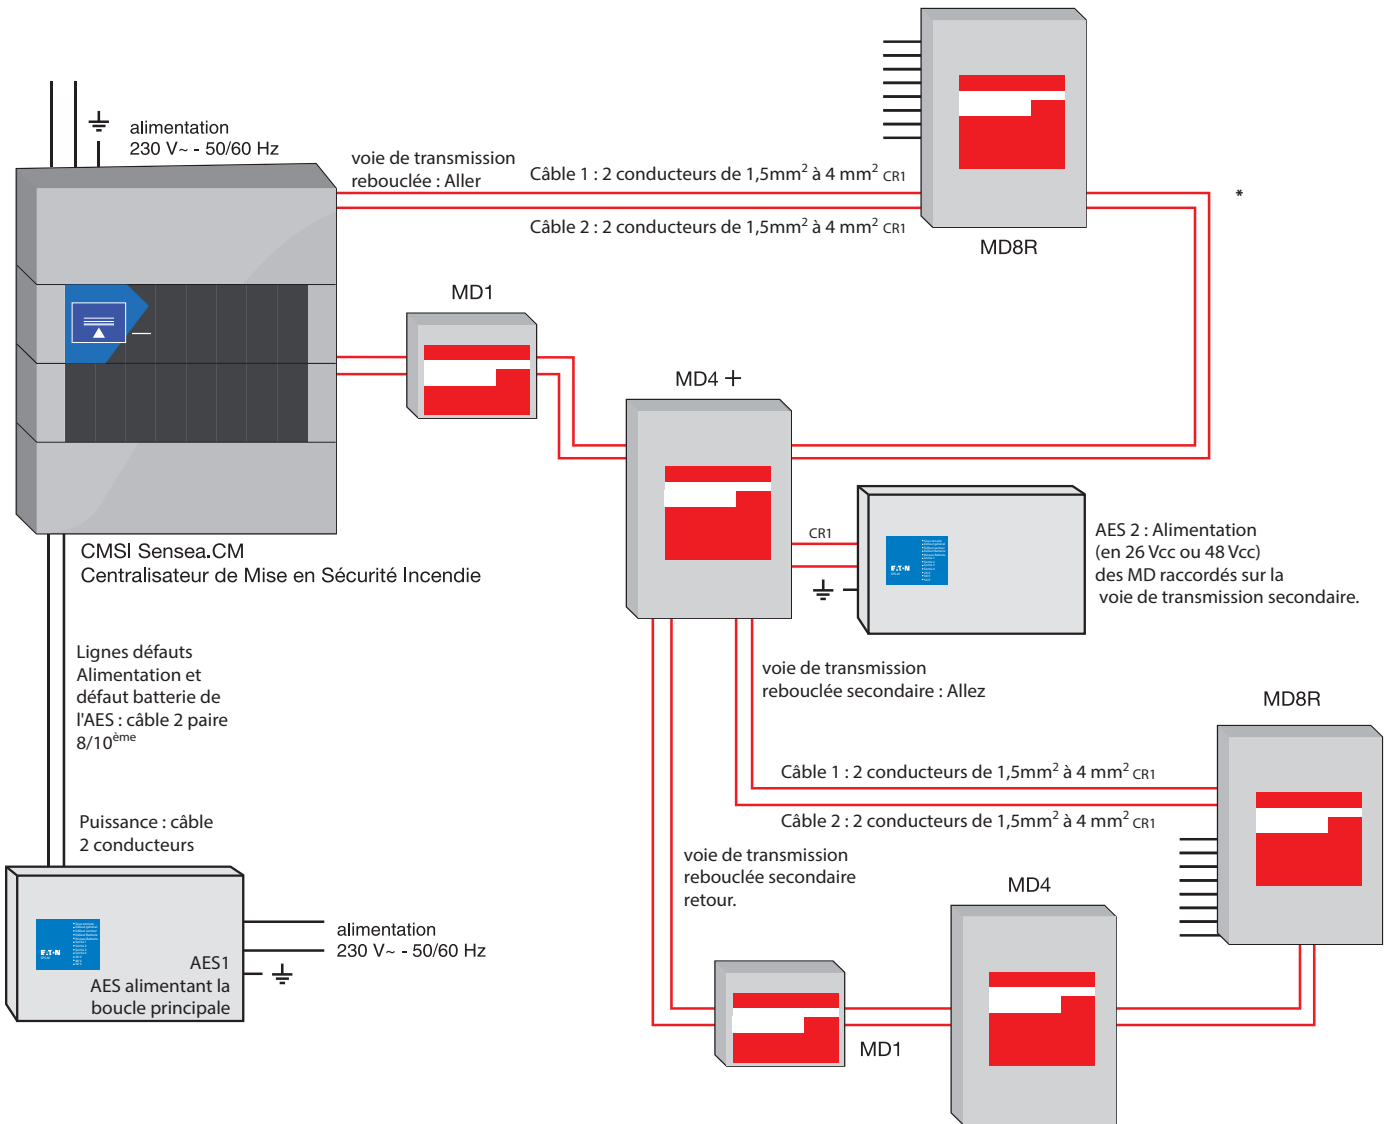 alimentation
230 V~ - 50/60 Hz
voie de transmission
rebouclée : Aller
Câble 1 : 2 conducteurs de 1,5mm² à 4 mm² CR1
Câble 2 : 2 conducteurs de 1,5mm² à 4 mm² CR1
*
MD8R
MD1
MD4 +
CMSI Sensea.CM
Centralisateur de Mise en Sécurité Incendie
CR1
EATON
AES 2 : Alimentation
(en 26 Vcc ou 48 Vcc)
des MD raccordés sur la
voie de transmission secondaire.
Lignes défauts
Alimentation et
défaut batterie de
l'AES : câble 2 paire
8/10ème
voie de transmission
rebouclée secondaire : Allez
MD8R
Câble 1 : 2 conducteurs de 1,5mm² à 4 mm² CR1
Câble 2 : 2 conducteurs de 1,5mm² à 4 mm² CR1
Puissance : câble
2 conducteurs
voie de transmission
rebouclée secondaire
retour.
MD4
EATON
alimentation
230 V~ - 50/60 Hz
AES1
AES alimentant la
boucle principale
MD1